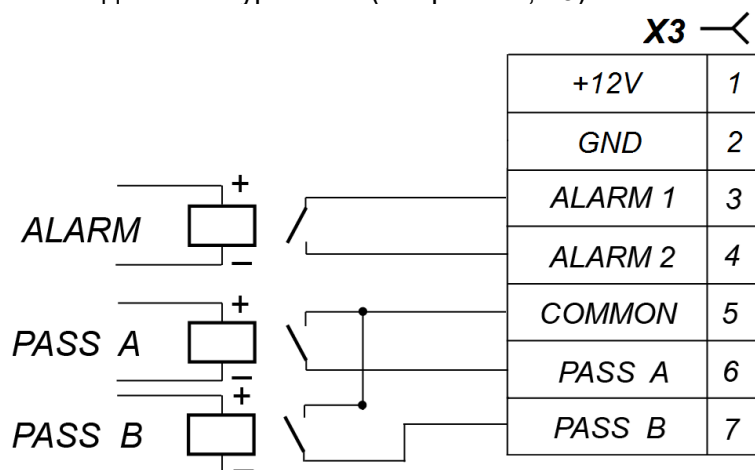 X3
+12V 1
GND 2
+
ALARM 1 3
ALARM
ALARM 2 4
–
+
COMMON 5
PASS A
PASS A 6
–
+
PASS B 7
PASS B
–